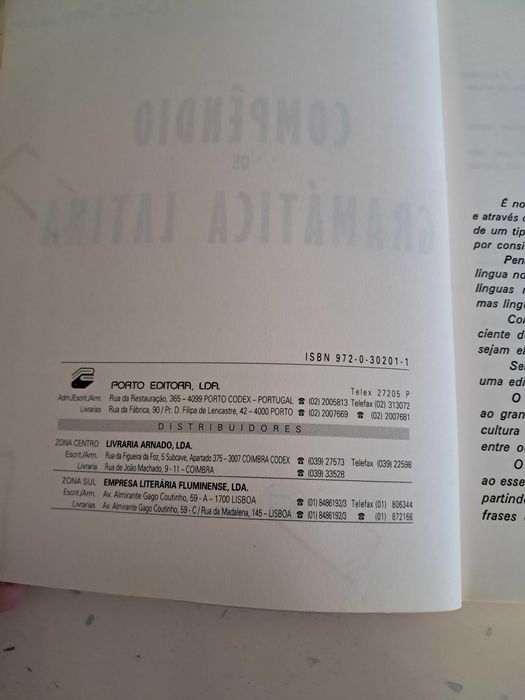 COMPÊNDIO
DE
GRAMÁTICA LATINA
ISBN 972-0-30201-1
PORTO EDITORA, LDA.
Telex 27205 P
Adm./Escrit./Arm. Rua da Restauração, 365 – 4099 PORTO CODEX – PORTUGAL ☎ (02) 2005813 Telefax (02) 313072
Livrarias Rua da Fábrica, 90 / Pr. D. Filipa de Lencastre, 42 – 4000 PORTO ☎ (02) 2007669 ☎ (02) 2007681
DISTRIBUIDORES
ZONA CENTRO LIVRARIA ARNADO, LDA.
Escrit./Arm. Rua da Figueira da Foz, 5 Subcave, Apartado 375 – 3007 COIMBRA CODEX ☎ (039) 27573 Telefax (039) 22598
Livraria Rua de João Machado, 9 - 11 – COIMBRA ☎ (039) 33528
ZONA SUL EMPRESA LITERÁRIA FLUMINENSE, LDA.
Escrit./Arm. Av. Almirante Gago Coutinho, 59 - A – 1700 LISBOA ☎ (01) 8486192/3 Telefax (01) 806344
Livrarias Av. Almirante Gago Coutinho, 59 - C / Rua da Madalena, 145 – LISBOA ☎ (01) 8486192/3 ☎ (01) 872166
É no
e através
de um tip
por consi
Pen
língua no
línguas
mas língu
Co
ciente d
sejam el
Se
uma edi
O
ao gran
cultura
entre o
O
ao esse
partind
frases